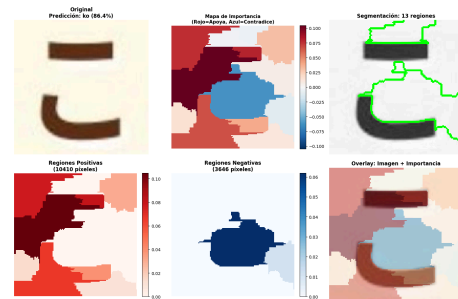 Original
Predicción: ko (86.4%)
こ
Mapa de Importancia
(Rojo=Apoya, Azul=Contradice)
0.100
0.075
0.050
0.025
0.000
-0.025
-0.050
-0.075
-0.100
Segmentación: 13 regiones
こ
Regiones Positivas
(10410 píxeles)
0.10
0.08
0.06
0.04
0.02
0.00
Regiones Negativas
(3646 píxeles)
0.06
0.05
0.04
0.03
0.02
0.01
0.00
Overlay: Imagen + Importancia
こ